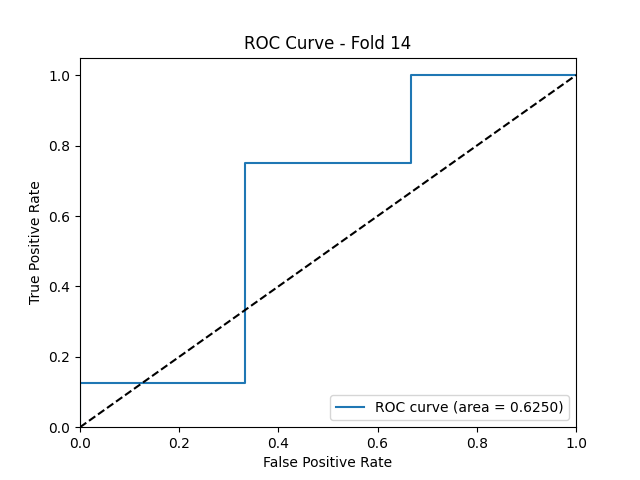 ROC Curve - Fold 14
True Positive Rate
1.0
0.8
0.6
0.4
0.2
0.0
0.0 0.2 0.4 0.6 0.8 1.0
False Positive Rate
ROC curve (area = 0.6250)